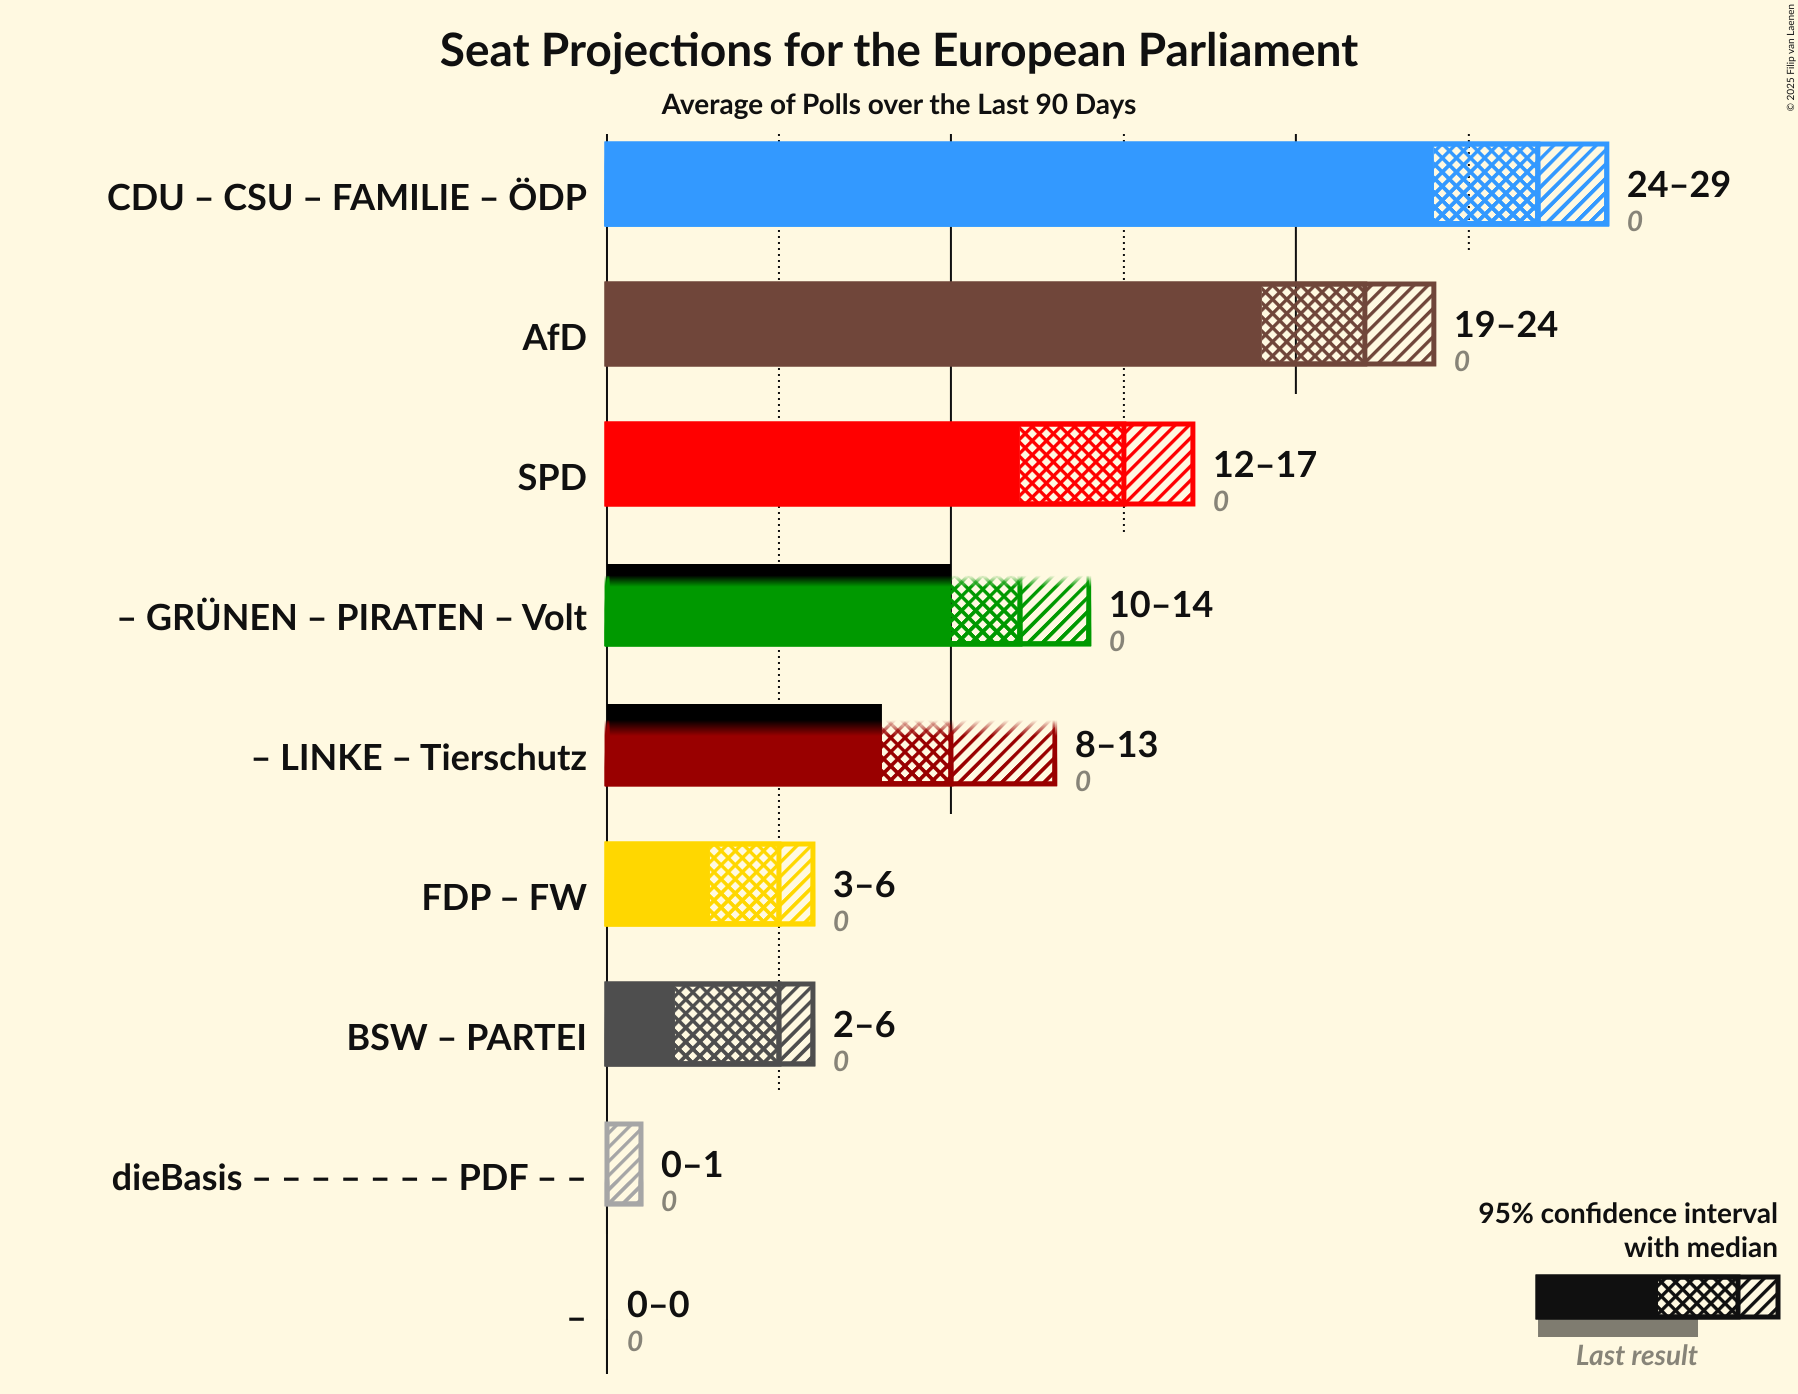 Seat Projections for the European Parliament
Average of Polls over the Last 90 Days
© 2025 Filip van Laenen
CDU – CSU – FAMILIE – ÖDP
24–29
0
AfD
19–24
0
SPD
12–17
0
– GRÜNEN – PIRATEN – Volt
10–14
0
– LINKE – Tierschutz
8–13
0
FDP – FW
3–6
0
BSW – PARTEI
2–6
0
dieBasis – – – – – – – PDF – –
0–1
0
–
0–0
0
95% confidence interval
with median
Last result